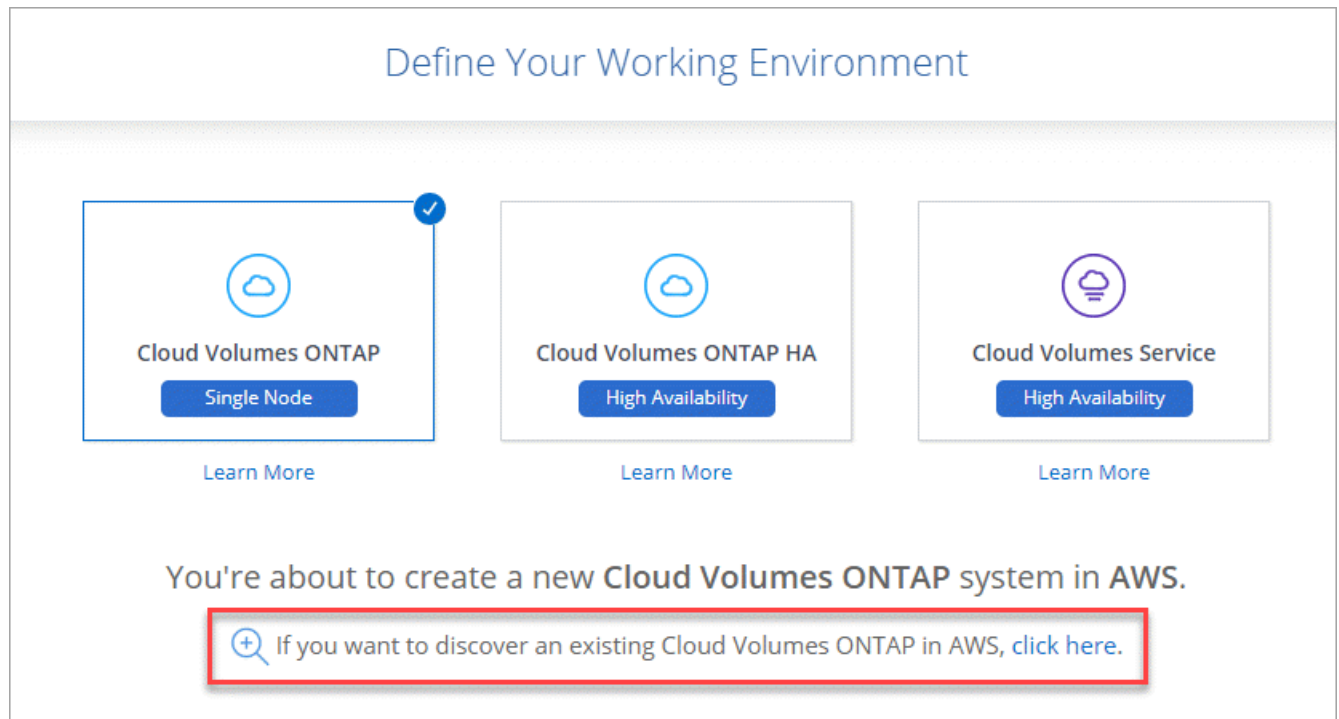 Define Your Working Environment
Cloud Volumes ONTAP
Single Node
Learn More
Cloud Volumes ONTAP HA
High Availability
Learn More
Cloud Volumes Service
High Availability
Learn More
You're about to create a new Cloud Volumes ONTAP system in AWS.
If you want to discover an existing Cloud Volumes ONTAP in AWS, click here.